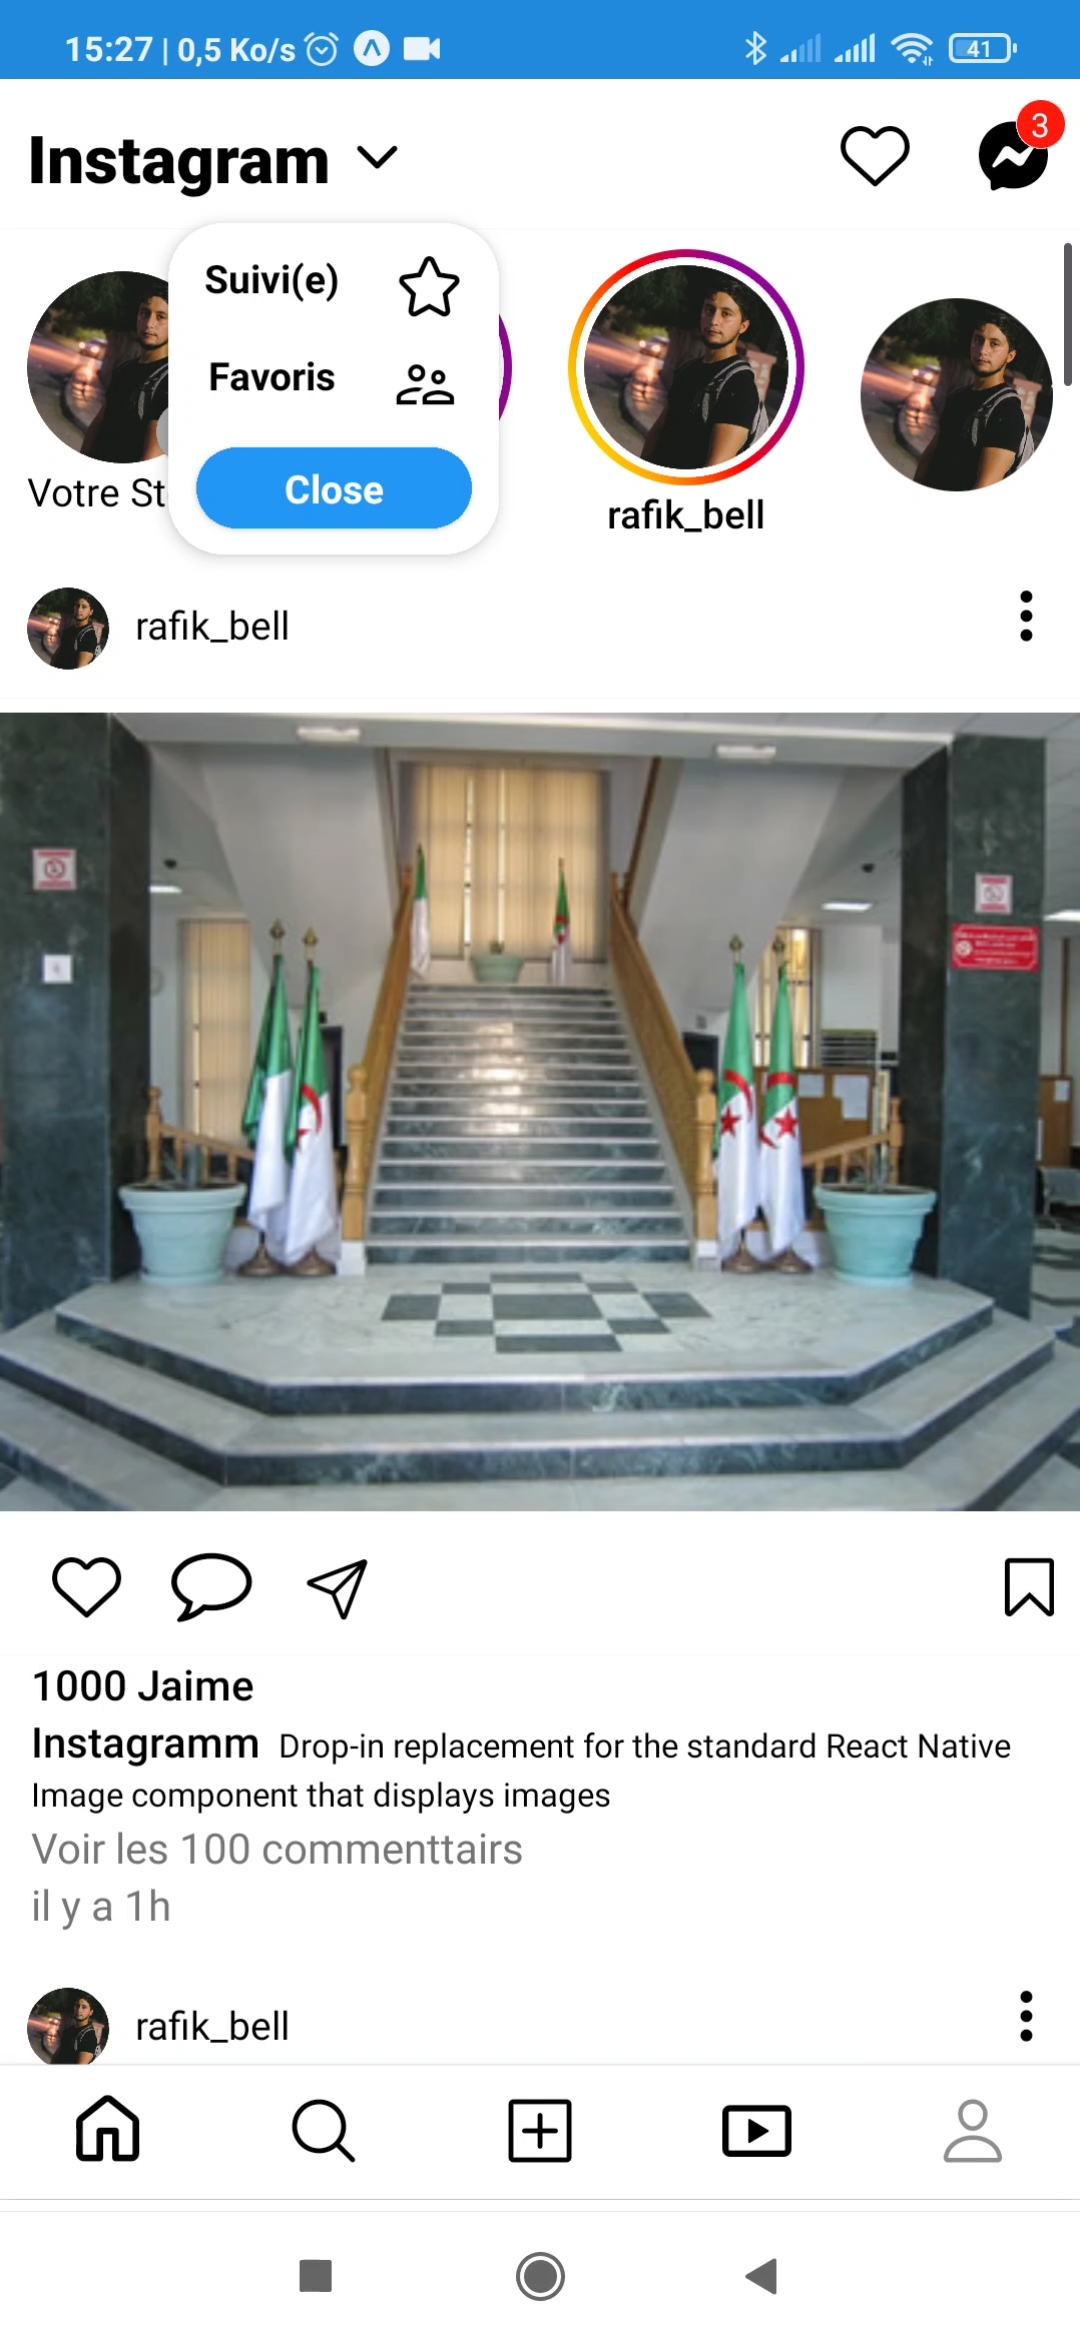 15:27 | 0,5 Ko/s
41
Instagram
3
Suivi(e)
Favoris
Close
Votre St
rafik_bell
rafik_bell
1000 Jaime
Instagramm Drop-in replacement for the standard React Native
Image component that displays images
Voir les 100 commenttairs
il y a 1h
rafik_bell